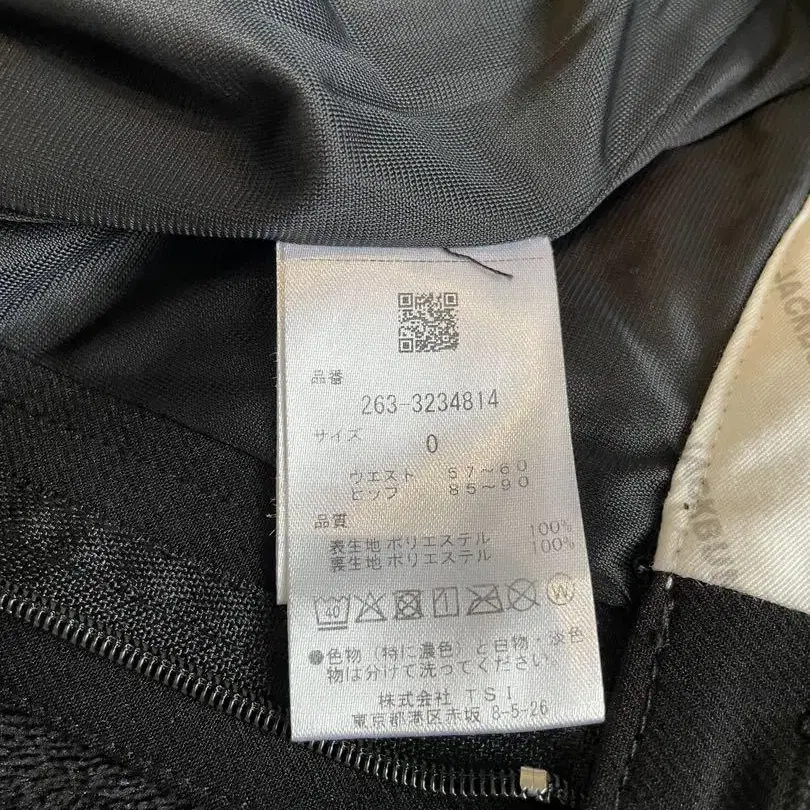 品番
263-3234814
サイズ
0
ウエスト 57~60
ヒップ 85~90
品質
表生地 ポリエステル 100%
裏生地 ポリエステル 100%
40 W
●色物(特に濃色)と白物・淡色
物は分けて洗ってください。
株式会社 TSI
東京都港区赤坂 8-5-26
JACKBUN